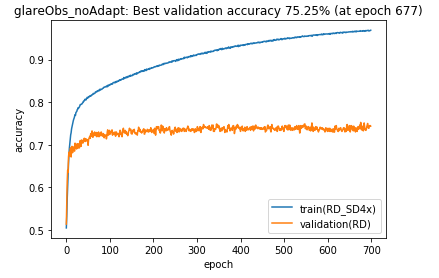 glareObs_noAdapt: Best validation accuracy 75.25% (at epoch 677)
accuracy
0.9
0.8
0.7
0.6
0.5
0
100
200
300
400
500
600
700
epoch
train(RD_SD4x)
validation(RD)